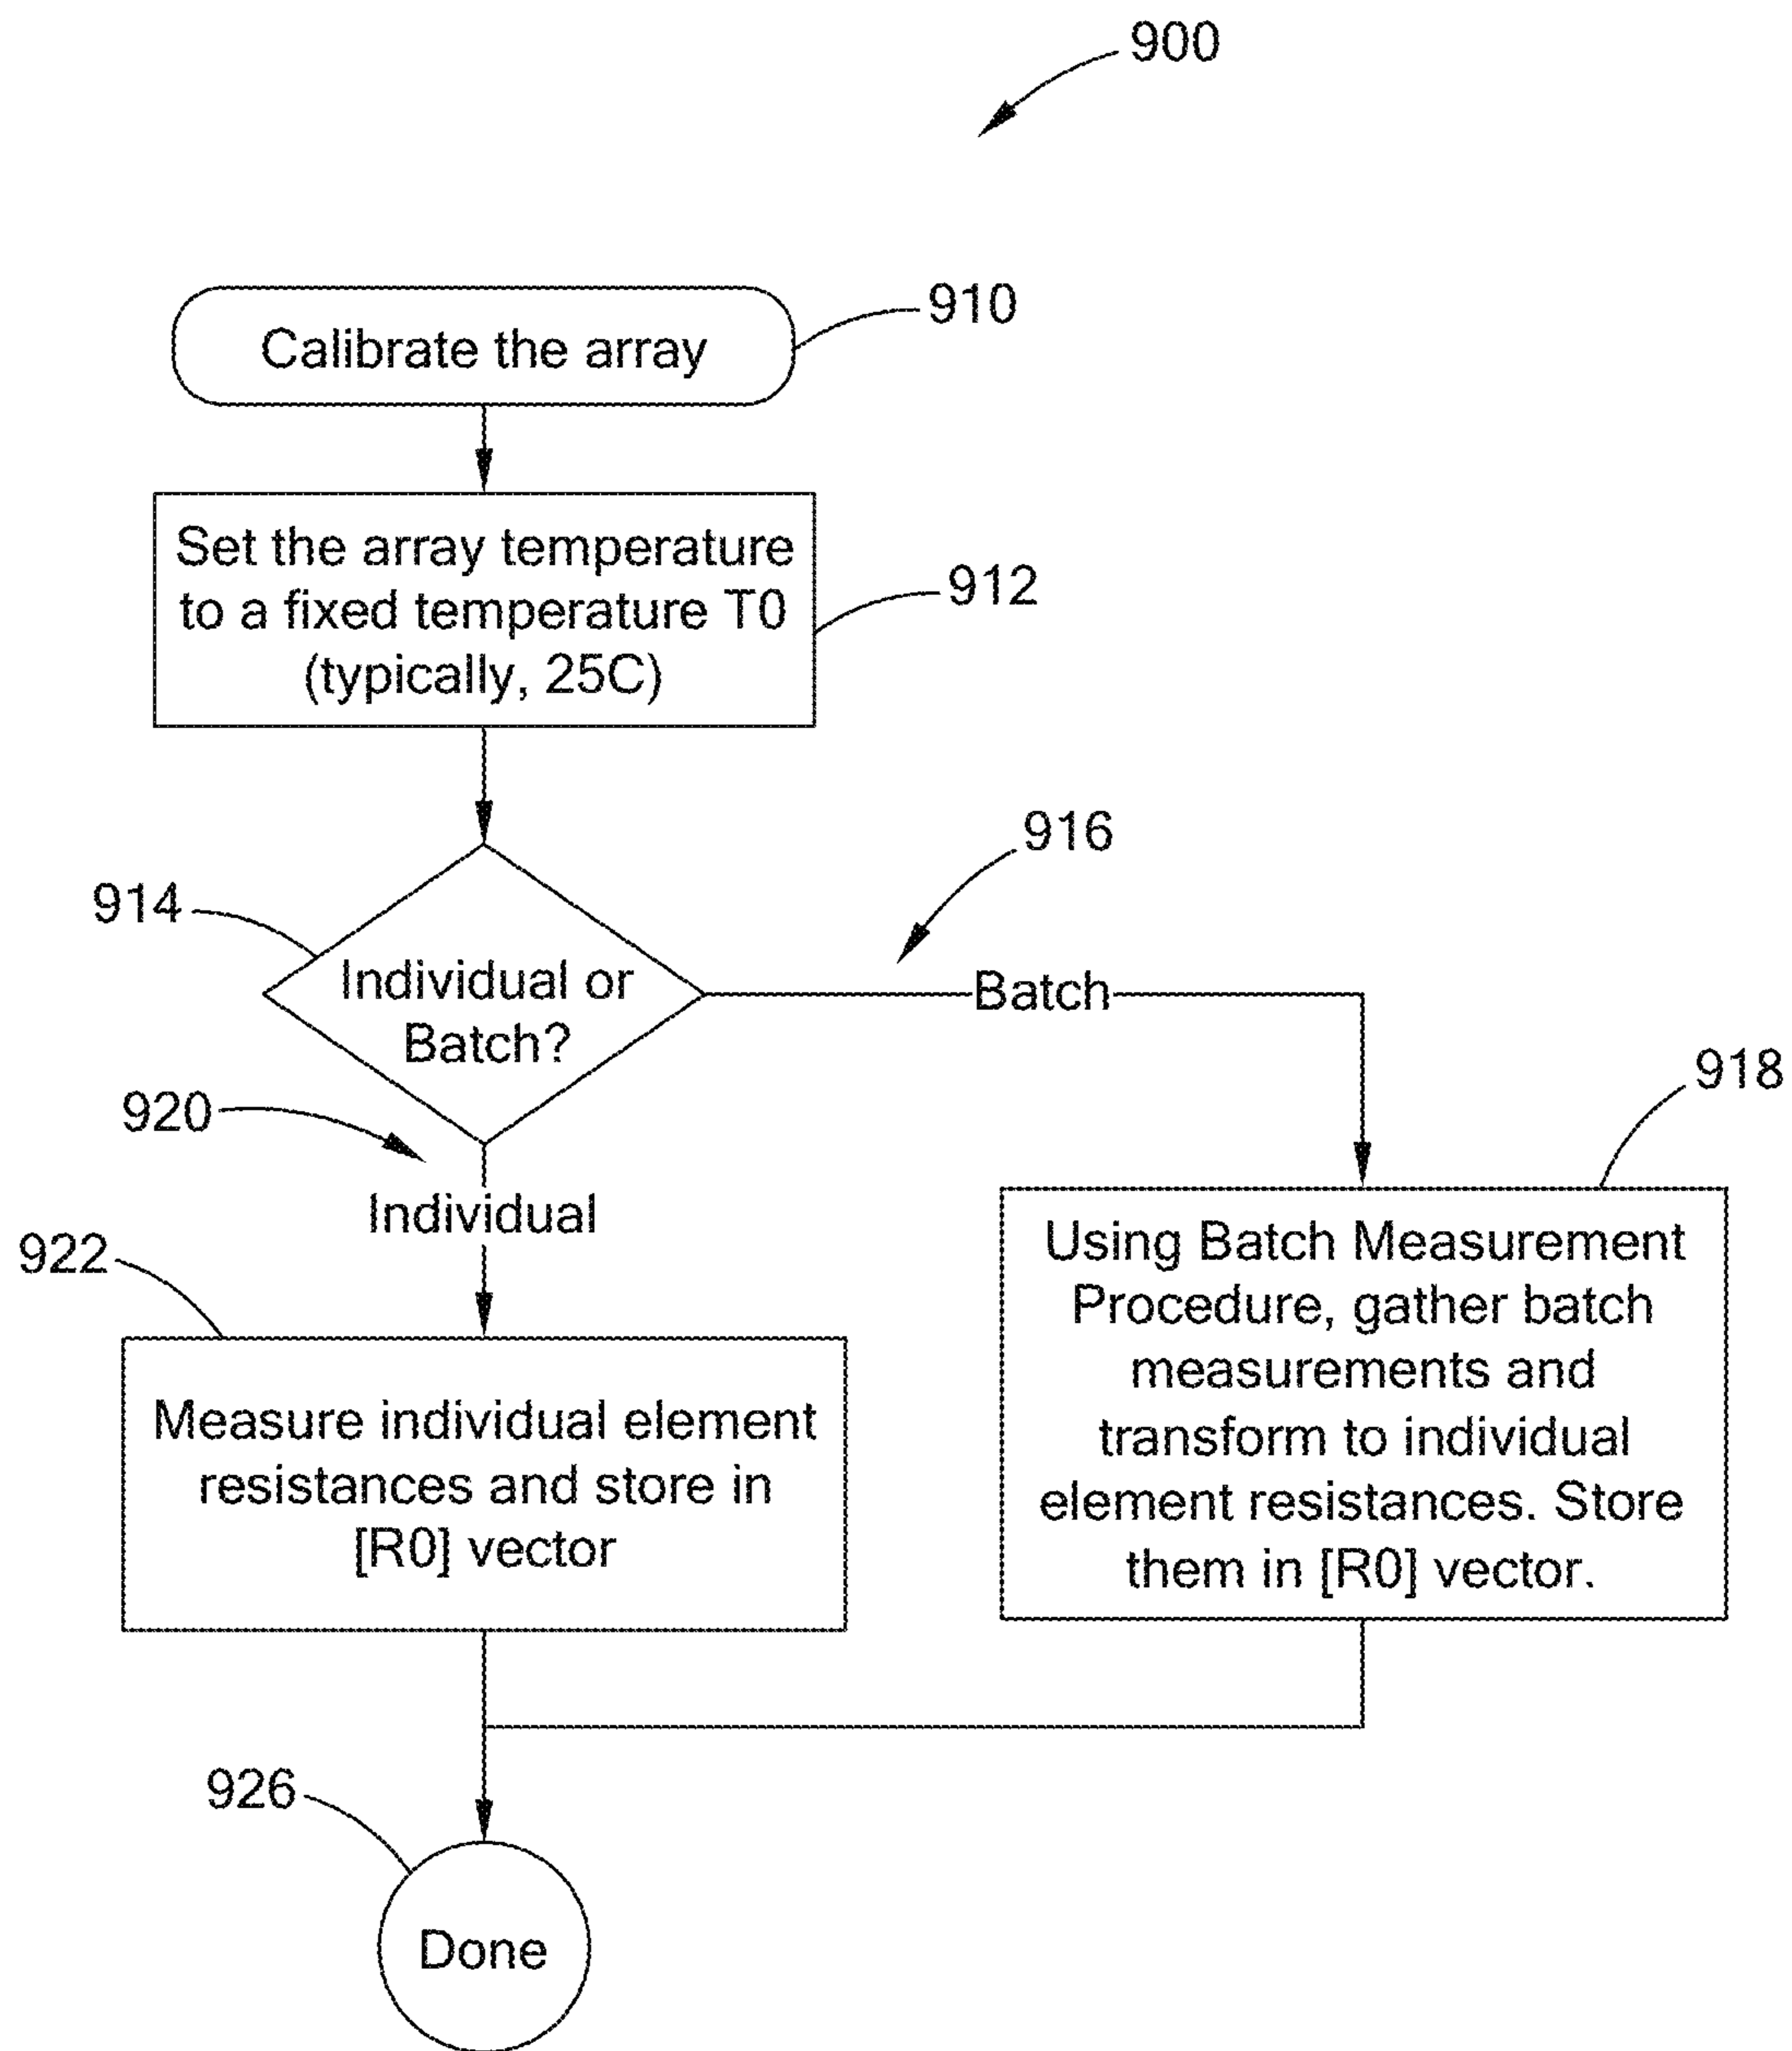 900
Calibrate the array
910
Set the array temperature
to a fixed temperature T0
(typically, 25C)
912
914
Individual or
Batch?
916
Batch
918
920
Individual
922
Measure individual element
resistances and store in
[R0] vector
Using Batch Measurement
Procedure, gather batch
measurements and
transform to individual
element resistances. Store
them in [R0] vector.
926
Done